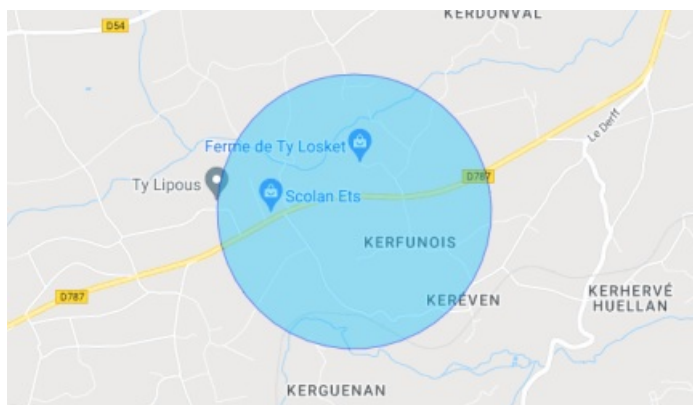 KERDONVAL
D54
Le Derff
Ferme de Ty Losket
D787
Ty Lipous
Scolan Ets
KERFUNOIS
KEREVEN
KERHERVÉ
HUELLAN
D787
KERGUENAN